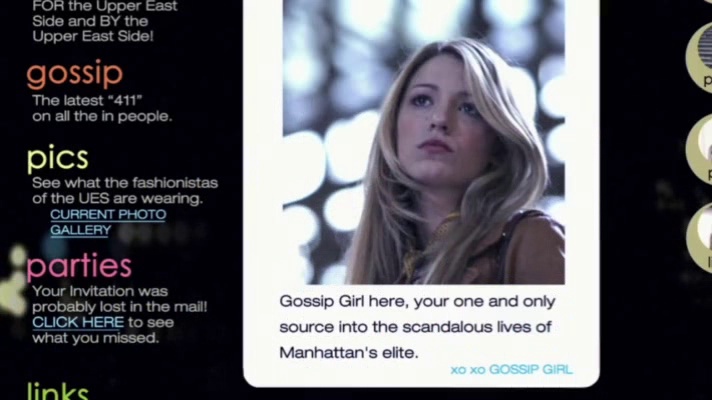 FOR the Upper East
Side and BY the
Upper East Side!
gossip
The latest “411”
on all the in people.
pics
See what the fashionistas
of the UES are wearing.
CURRENT PHOTO
GALLERY
parties
Your Invitation was
probably lost in the mail!
CLICK HERE to see
what you missed.
links
Gossip Girl here, your one and only
source into the scandalous lives of
Manhattan's elite.
xo xo GOSSIP GIRL